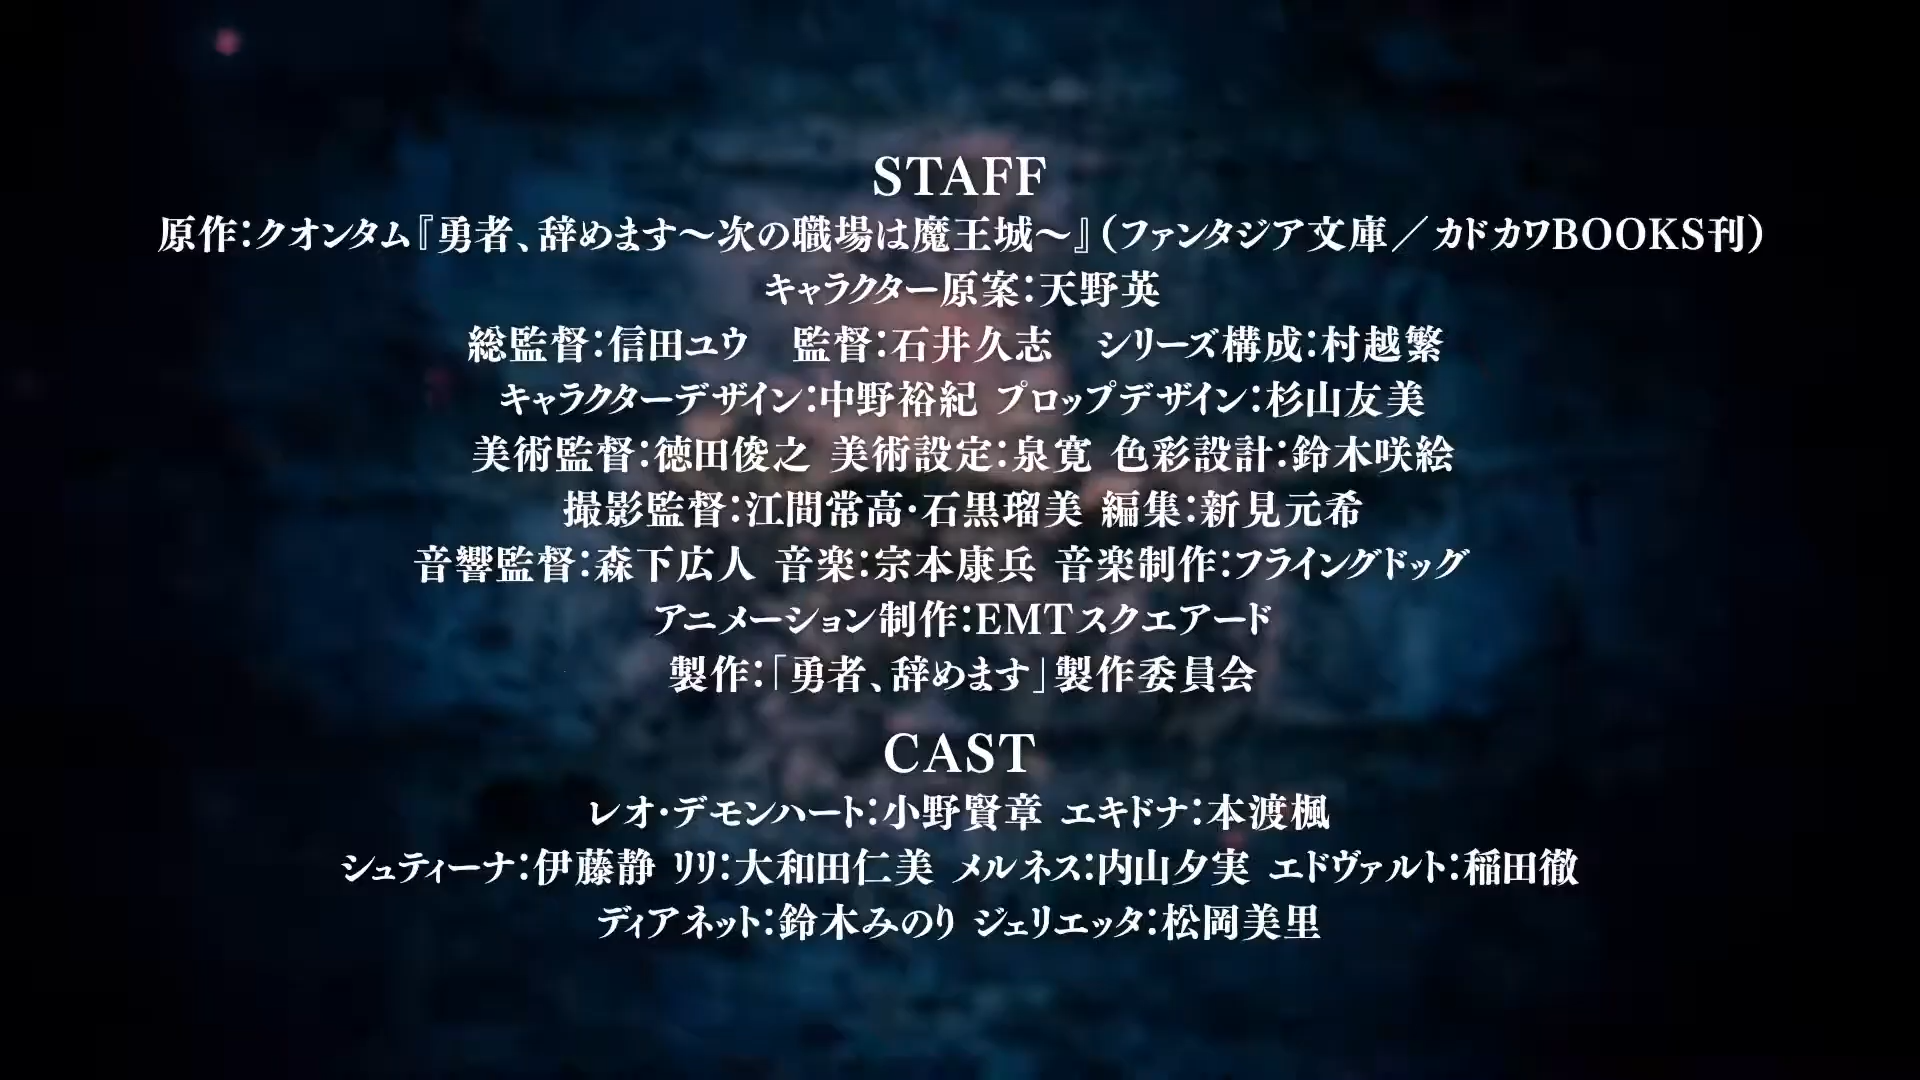 STAFF
原作：クオンタム『勇者、辞めます～次の職場は魔王城～』（ファンタジア文庫／カドカワBOOKS刊）
キャラクター原案：天野英
総監督：信田ユウ　監督：石井久志　シリーズ構成：村越繁
キャラクターデザイン：中野裕紀 プロップデザイン：杉山友美
美術監督：徳田俊之 美術設定：泉寛 色彩設計：鈴木咲絵
撮影監督：江間常高・石黒瑠美 編集：新見元希
音響監督：森下広人 音楽：宗本康兵 音楽制作：フライングドッグ
アニメーション制作：EMTスクエアード
製作：「勇者、辞めます」製作委員会
CAST
レオ・デモンハート：小野賢章 エキドナ：本渡楓
シュティーナ：伊藤静 リリ：大和田仁美 メルネス：内山夕実 エドヴァルト：稲田徹
ディアネット：鈴木みのり ジェリエッタ：松岡美里